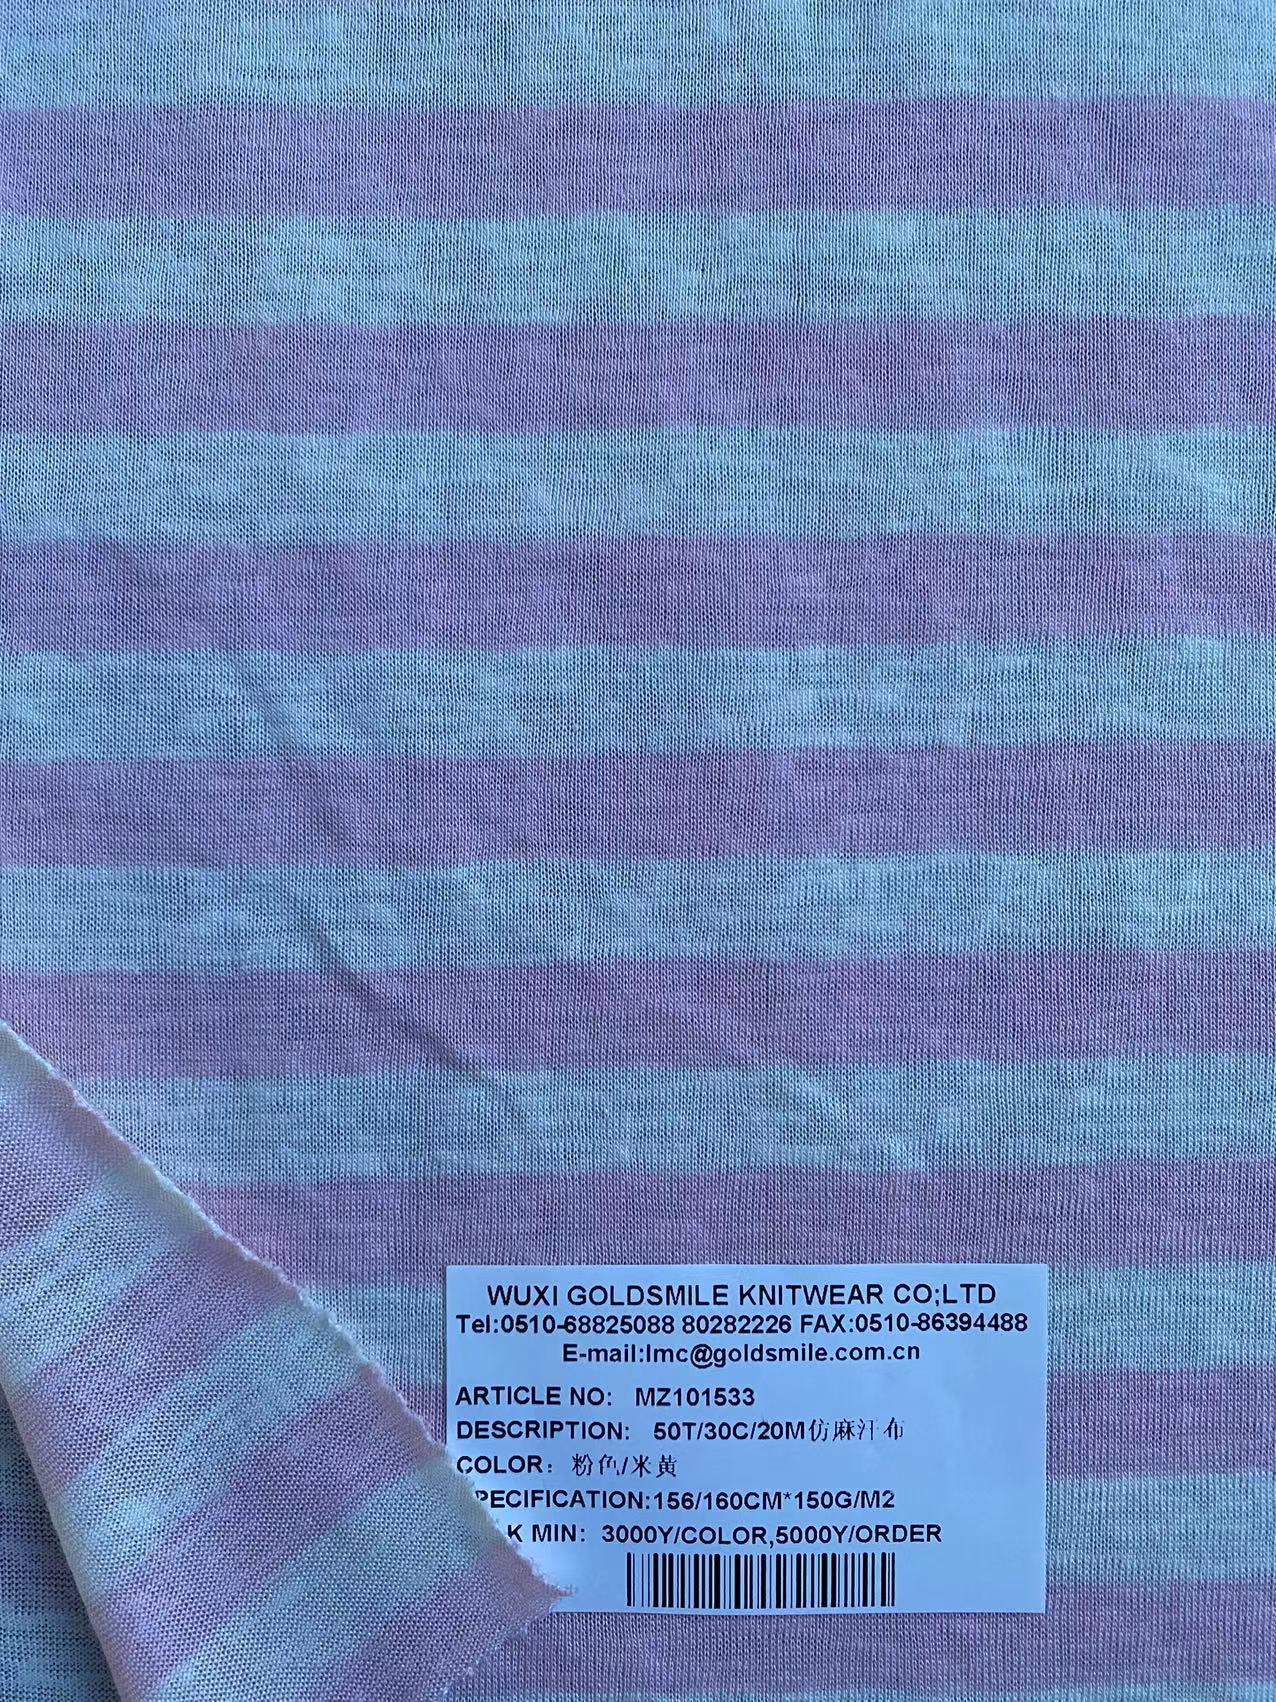 WUXI GOLDSMILE KNITWEAR CO;LTD
Tel:0510-68825088 80282226 FAX:0510-86394488
E-mail:lmc@goldsmile.com.cn
ARTICLE NO: MZ101533
DESCRIPTION: 50T/30C/20M仿麻汗布
COLOR: 粉色/米黄
PECIFICATION:156/160CM*150G/M2
K MIN: 3000Y/COLOR,5000Y/ORDER